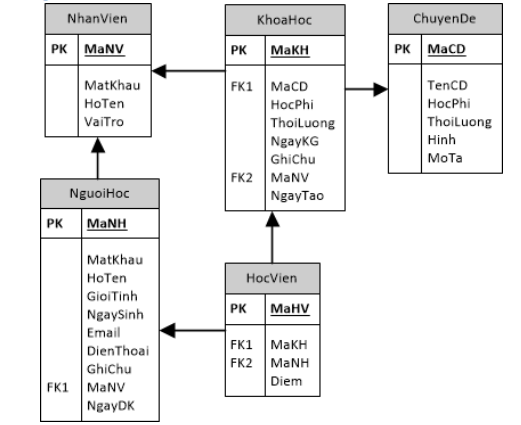 NhanVien
PK MaNV
MatKhau
HoTen
VaiTro
KhoaHoc
PK MaKH
FK1 MaCD
HocPhi
ThoiLuong
NgayKG
GhiChu
FK2 MaNV
NgayTao
ChuyenDe
PK MaCD
TenCD
HocPhi
ThoiLuong
Hinh
MoTa
NguoiHoc
PK MaNH
MatKhau
HoTen
GioiTinh
NgaySinh
Email
DienThoai
GhiChu
FK1 MaNV
NgayDK
HocVien
PK MaHV
FK1 MaKH
FK2 MaNH
Diem